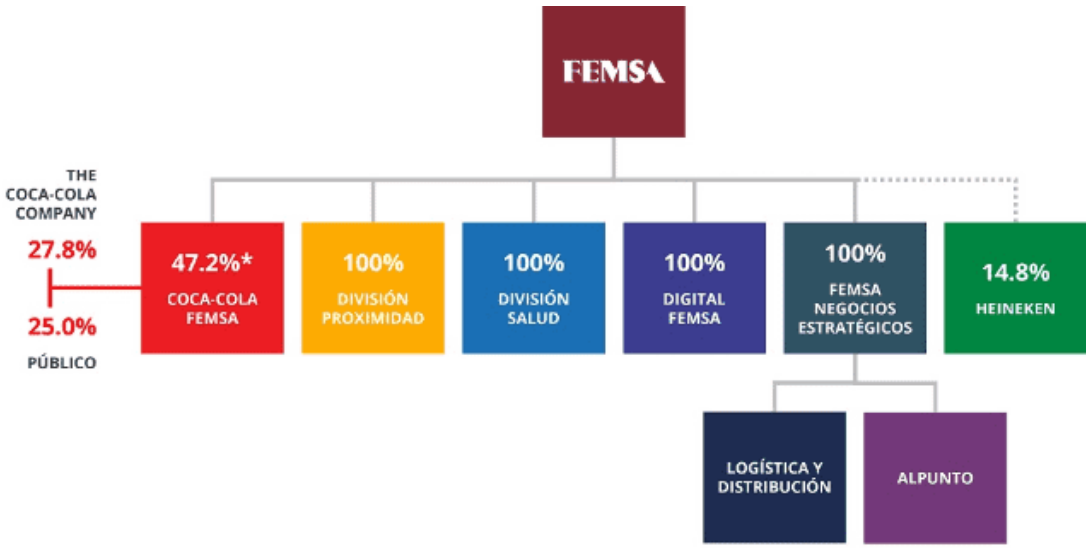 FEMSA
THE
COCA-COLA
COMPANY
27.8%
25.0%
PÚBLICO
47.2%*
COCA-COLA
FEMSA
100%
DIVISIÓN
PROXIMIDAD
100%
DIVISIÓN
SALUD
100%
DIGITAL
FEMSA
100%
FEMSA
NEGOCIOS
ESTRATÉGICOS
14.8%
HEINEKEN
LOGÍSTICA Y
DISTRIBUCIÓN
ALPUNTO